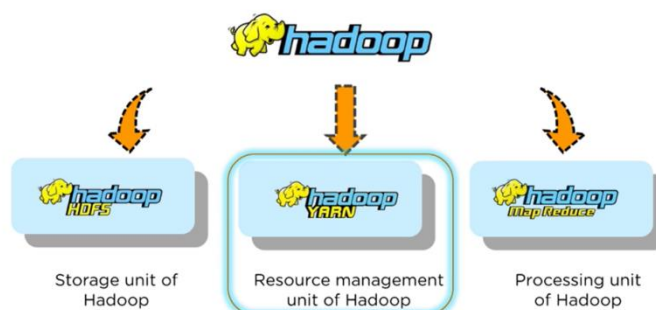 hadoop
hadoop
HDFS
hadoop
YARN
hadoop
Map Reduce
Storage unit of
Hadoop
Resource management
unit of Hadoop
Processing unit
of Hadoop